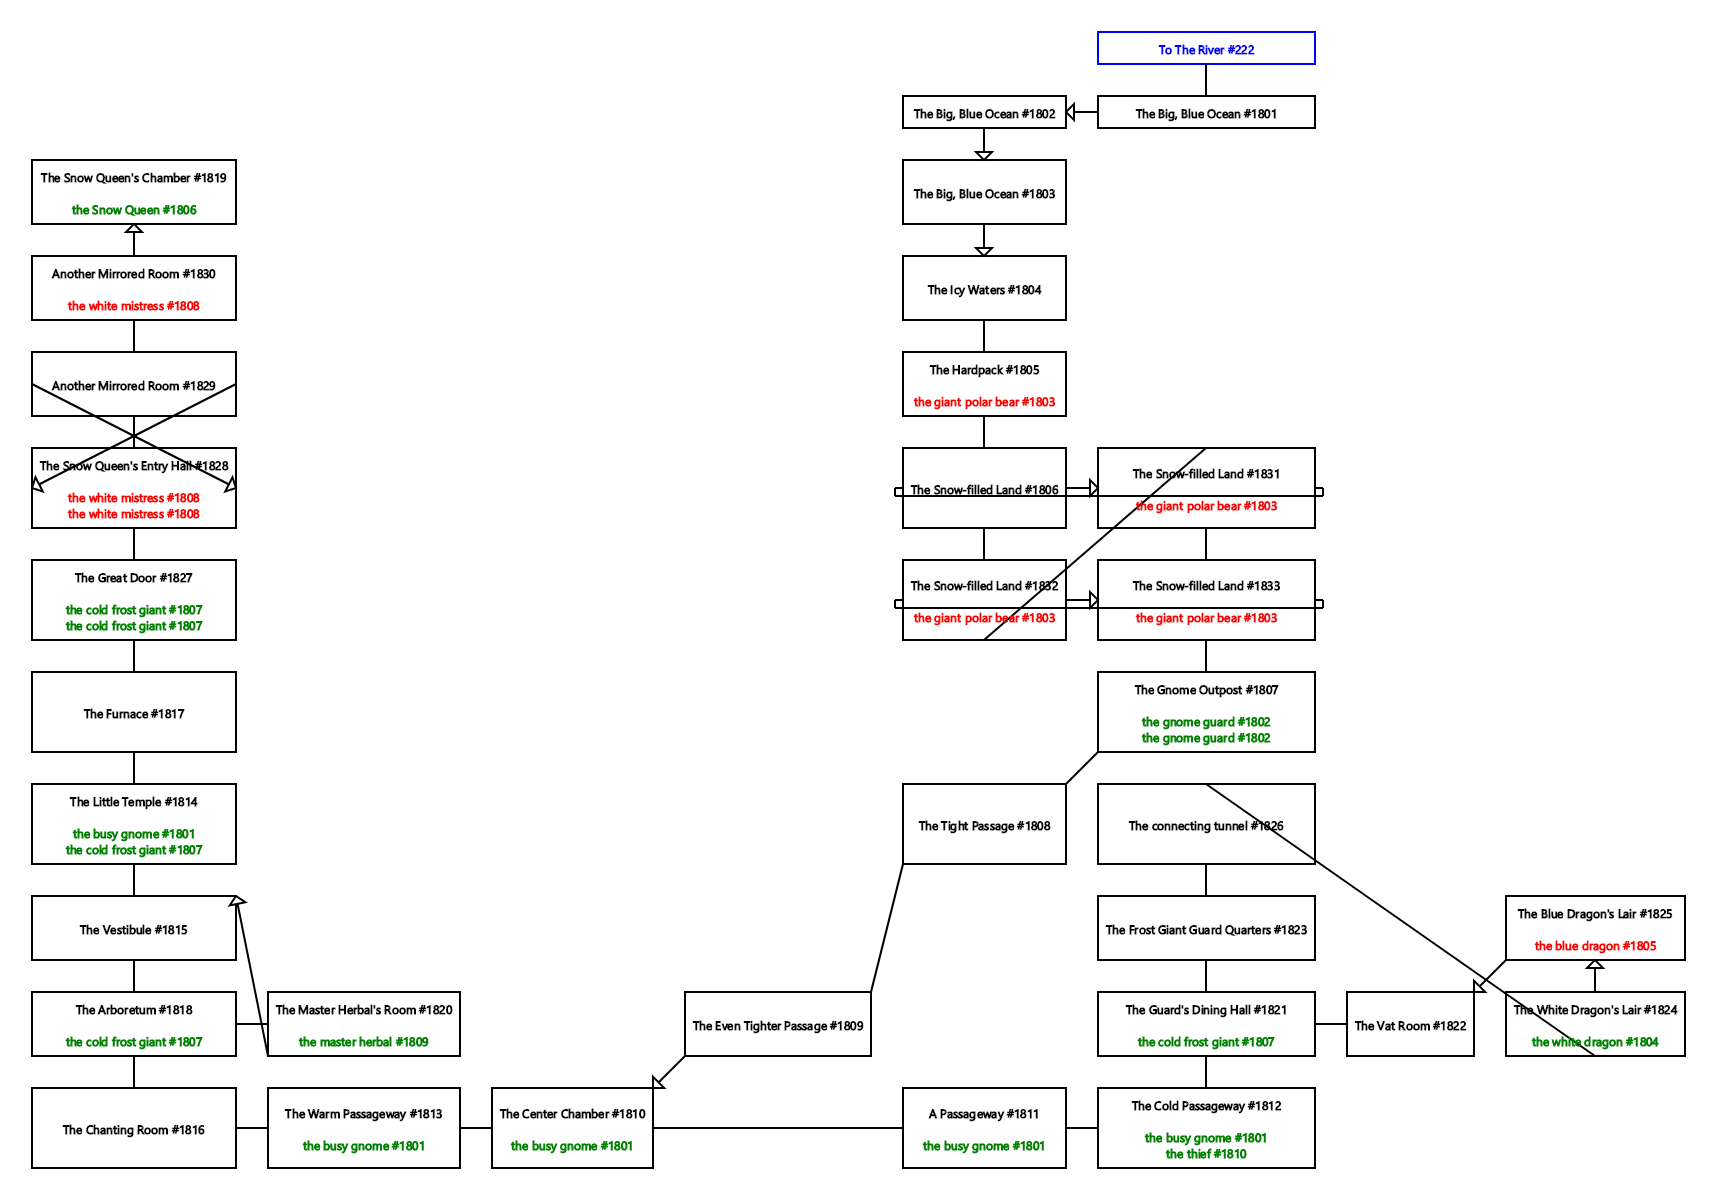 To The River #222
The Big, Blue Ocean #1802
The Big, Blue Ocean #1801
The Snow Queen's Chamber #1819
the Snow Queen #1806
The Big, Blue Ocean #1803
Another Mirrored Room #1830
the white mistress #1808
The Icy Waters #1804
Another Mirrored Room #1829
The Hardpack #1805
the giant polar bear #1803
The Snow Queen's Entry Hall #1828
the white mistress #1808
the white mistress #1808
The Snow-filled Land #1806
The Snow-filled Land #1831
the giant polar bear #1803
The Great Door #1827
the cold frost giant #1807
the cold frost giant #1807
The Snow-filled Land #1832
the giant polar bear #1803
The Snow-filled Land #1833
the giant polar bear #1803
The Furnace #1817
The Gnome Outpost #1807
the gnome guard #1802
the gnome guard #1802
The Little Temple #1814
the busy gnome #1801
the cold frost giant #1807
The Tight Passage #1808
The connecting tunnel #1826
The Vestibule #1815
The Frost Giant Guard Quarters #1823
The Blue Dragon's Lair #1825
the blue dragon #1805
The Arboretum #1818
the cold frost giant #1807
The Master Herbal's Room #1820
the master herbal #1809
The Even Tighter Passage #1809
The Guard's Dining Hall #1821
the cold frost giant #1807
The Vat Room #1822
The White Dragon's Lair #1824
the white dragon #1804
The Chanting Room #1816
The Warm Passageway #1813
the busy gnome #1801
The Center Chamber #1810
the busy gnome #1801
A Passageway #1811
the busy gnome #1801
The Cold Passageway #1812
the busy gnome #1801
the thief #1810